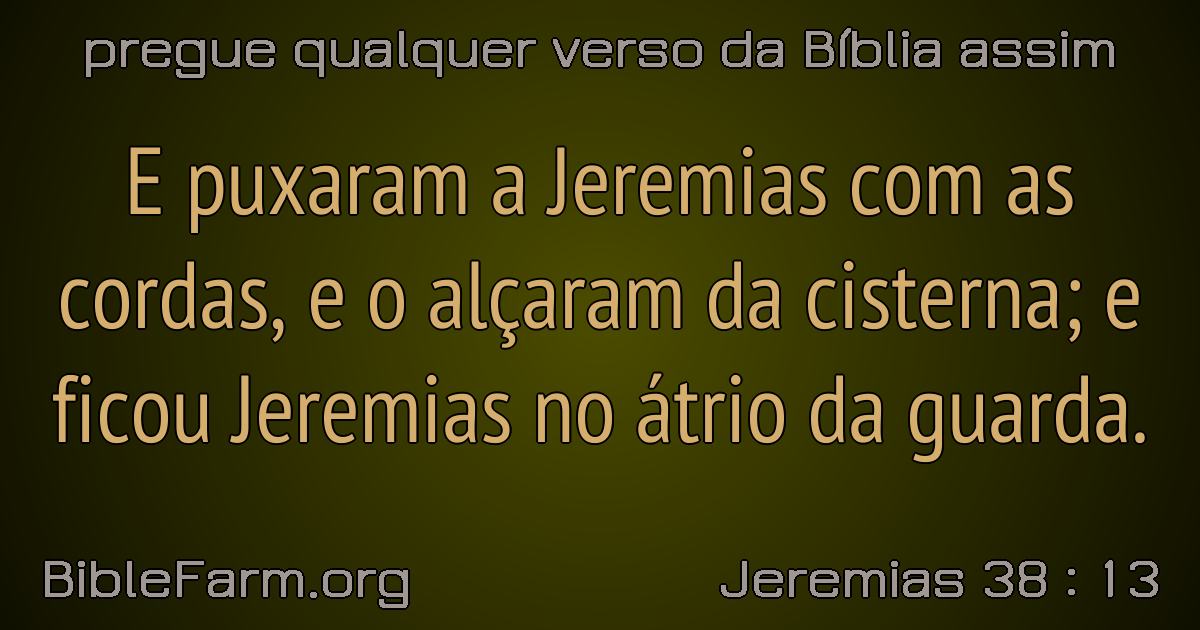 pregue qualquer verso da Bíblia assim
E puxaram a Jeremias com as
cordas, e o alçaram da cisterna; e
ficou Jeremias no átrio da guarda.
BibleFarm.org
Jeremias 38 : 13